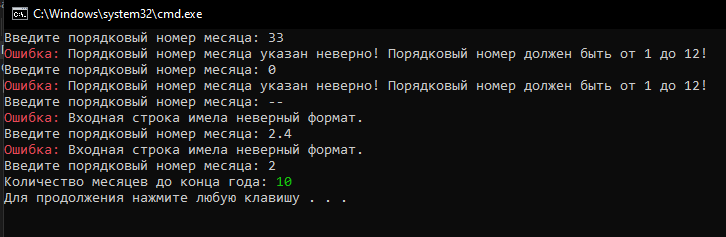 C:\Windows\system32\cmd.exe
Введите порядковый номер месяца: 33
Ошибка: Порядковый номер месяца указан неверно! Порядковый номер должен быть от 1 до 12!
Введите порядковый номер месяца: 0
Ошибка: Порядковый номер месяца указан неверно! Порядковый номер должен быть от 1 до 12!
Введите порядковый номер месяца: --
Ошибка: Входная строка имела неверный формат.
Введите порядковый номер месяца: 2.4
Ошибка: Входная строка имела неверный формат.
Введите порядковый номер месяца: 2
Количество месяцев до конца года: 10
Для продолжения нажмите любую клавишу . . .